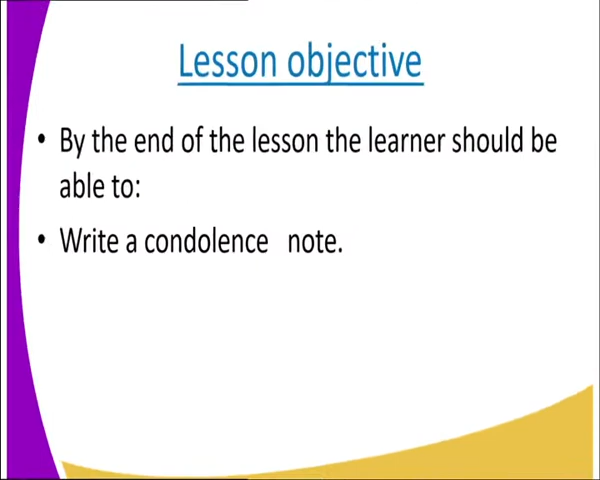 Lesson objective
• By the end of the lesson the learner should be
able to:
• Write a condolence note.